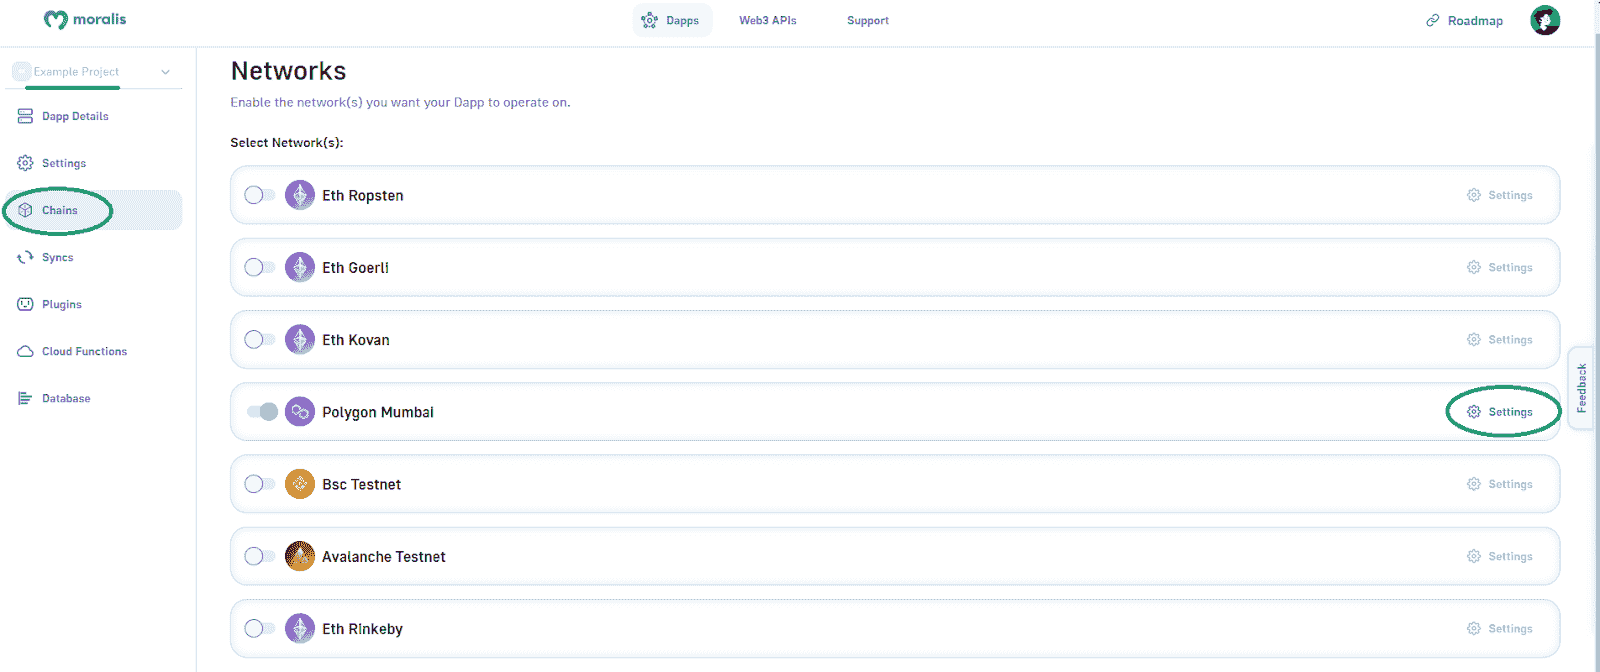 moralis
Dapps
Web3 APIs
Support
Roadmap
Example Project
Dapp Details
Settings
Chains
Syncs
Plugins
Cloud Functions
Database
Networks
Enable the network(s) you want your Dapp to operate on.
Select Network(s):
Eth Ropsten
Settings
Eth Goerli
Settings
Eth Kovan
Settings
Polygon Mumbai
Settings
Bsc Testnet
Settings
Avalanche Testnet
Settings
Eth Rinkeby
Settings
Feedback